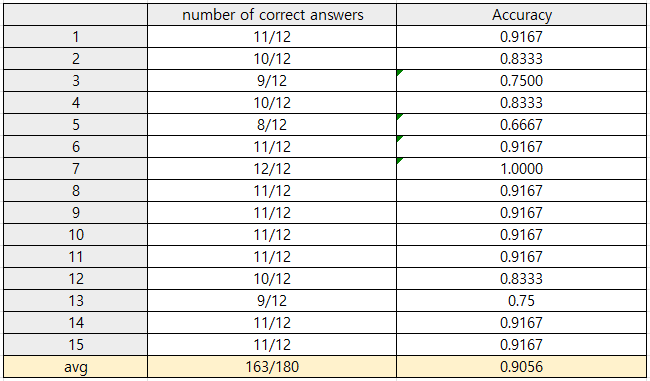 number of correct answers Accuracy
1 11/12 0.9167
2 10/12 0.8333
3 9/12 0.7500
4 10/12 0.8333
5 8/12 0.6667
6 11/12 0.9167
7 12/12 1.0000
8 11/12 0.9167
9 11/12 0.9167
10 11/12 0.9167
11 11/12 0.9167
12 10/12 0.8333
13 9/12 0.75
14 11/12 0.9167
15 11/12 0.9167
avg 163/180 0.9056